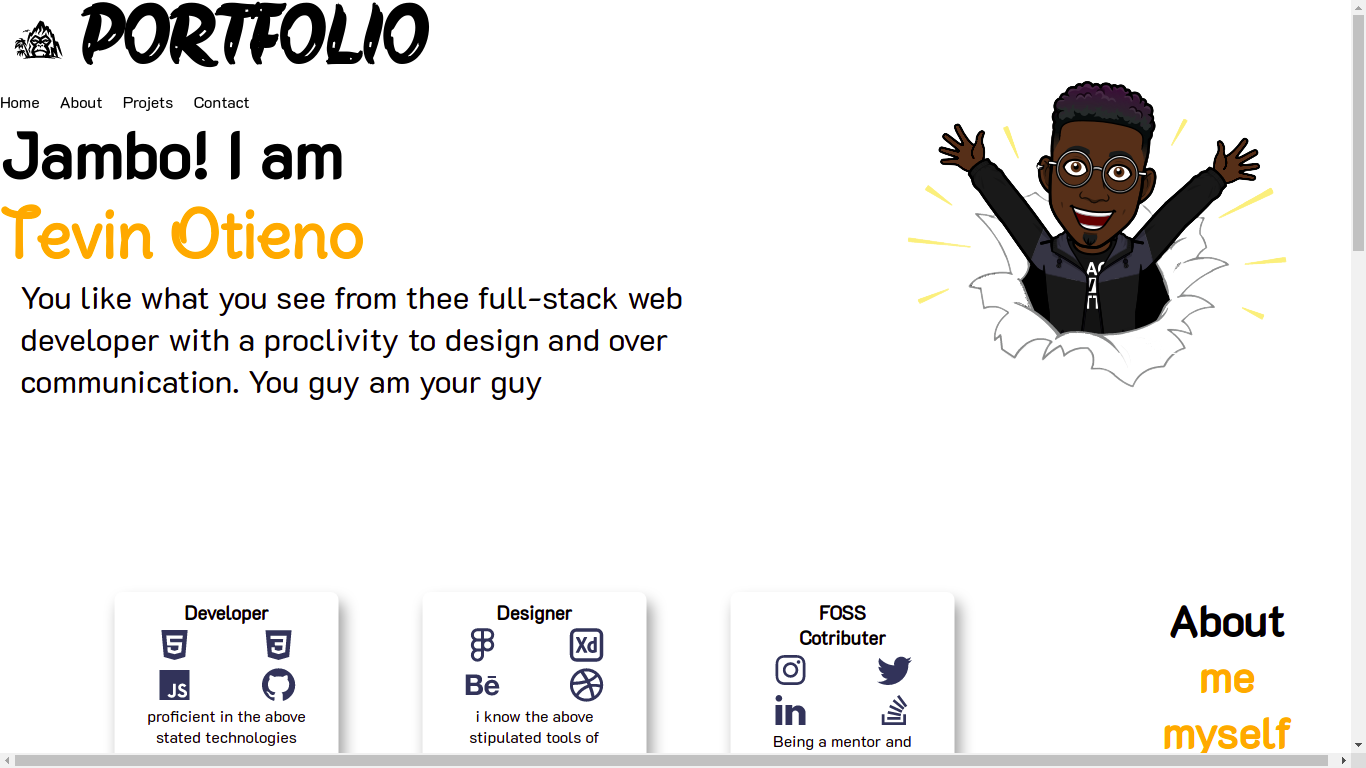 PORTFOLIO
Home About Projets Contact
Jambo! I am
Tevin Otieno
You like what you see from thee full-stack web
developer with a proclivity to design and over
communication. You guy am your guy
Developer
proficient in the above
stated technologies
Designer
Xd
Bē
i know the above
stipulated tools of
FOSS
Cotributer
in
Being a mentor and
About
me
myself
5
3
JS